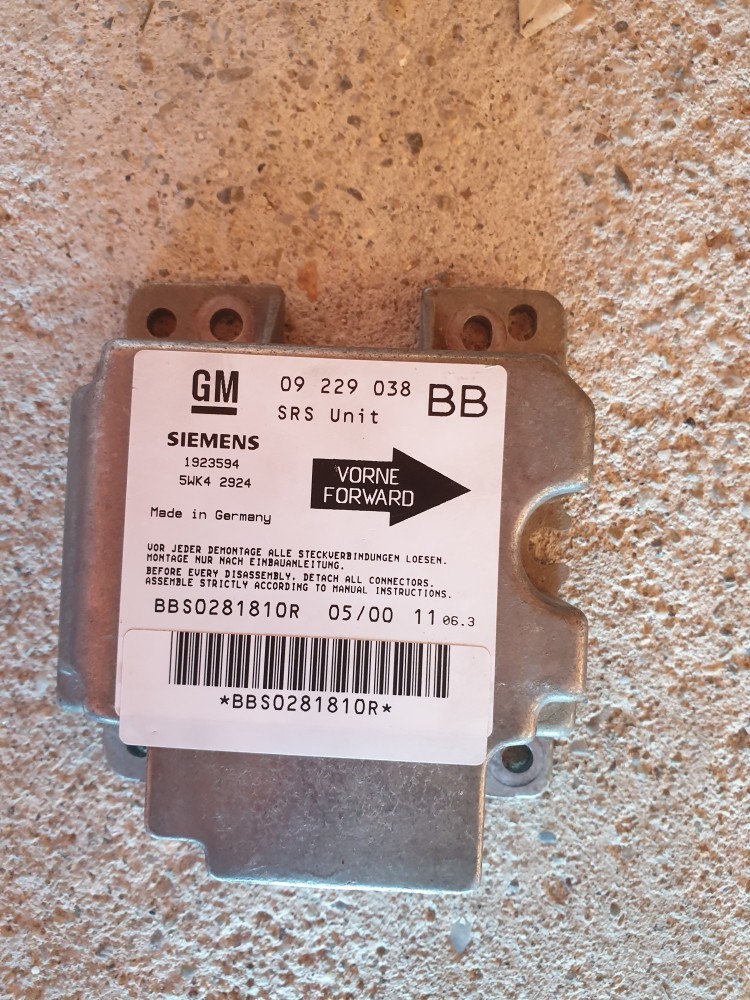 GM
09 229 038 BB
SRS Unit
SIEMENS
1923594
5WK4 2924
VORNE
FORWARD
Made in Germany
VOR JEDER DEMONTAGE ALLE STECKVERBINDUNGEN LOESEN.
MONTAGE NUR NACH EINBAUANLEITUNG.
BEFORE EVERY DISASSEMBLY, DETACH ALL CONNECTORS.
ASSEMBLE STRICTLY ACCORDING TO MANUAL INSTRUCTIONS.
BBS0281810R 05/00 11 06.3
*BBS0281810R*